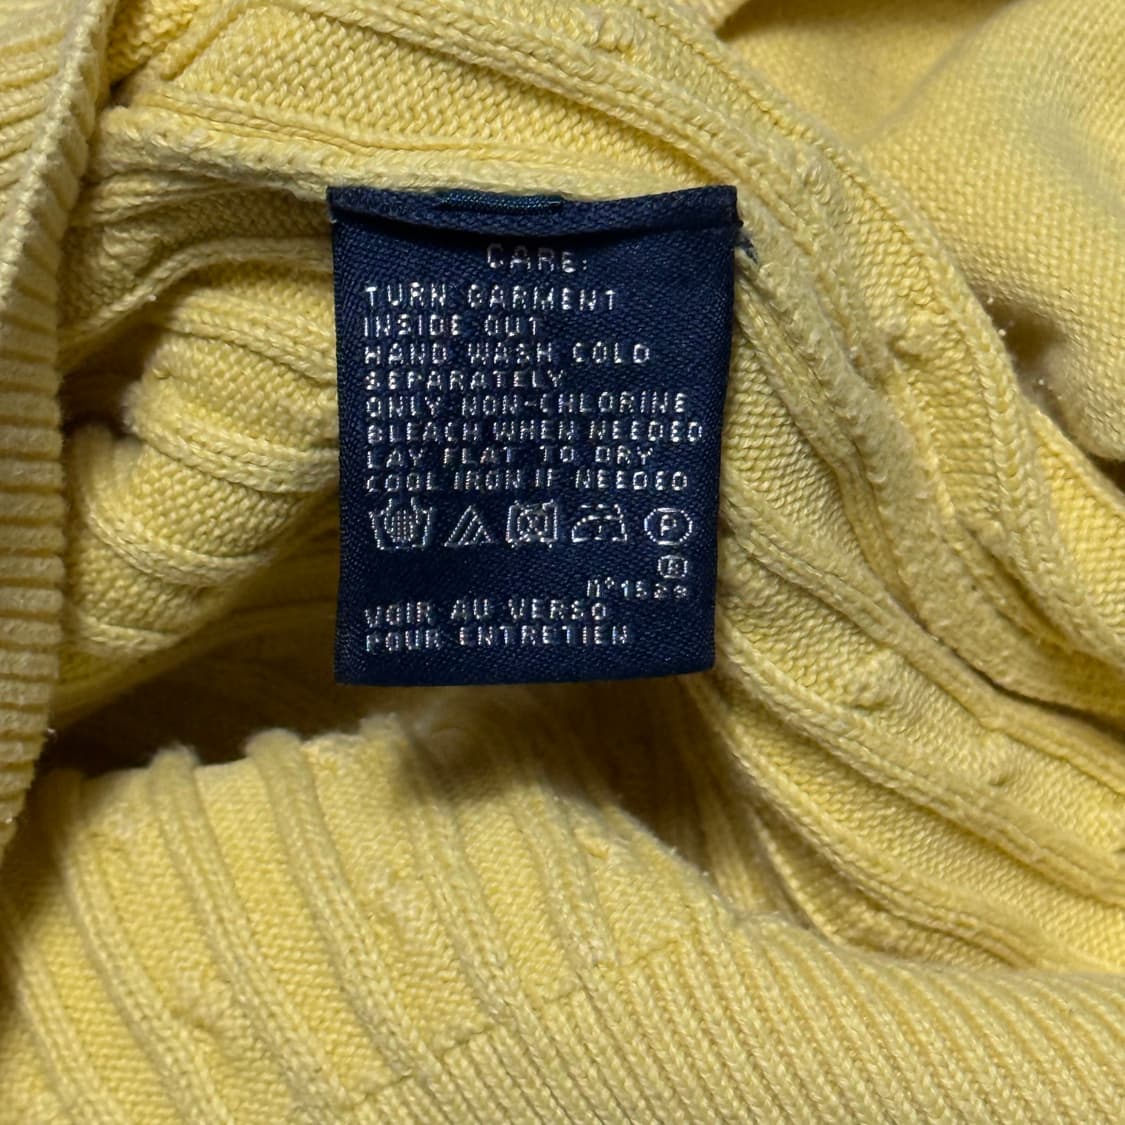 CARE:
TURN GARMENT
INSIDE OUT
HAND WASH COLD
SEPARATELY
ONLY NON-CHLORINE
BLEACH WHEN NEEDED
LAY FLAT TO DRY
COOL IRON IF NEEDED
P
®
n°1529
VOIR AU VERSO
POUR ENTRETIEN